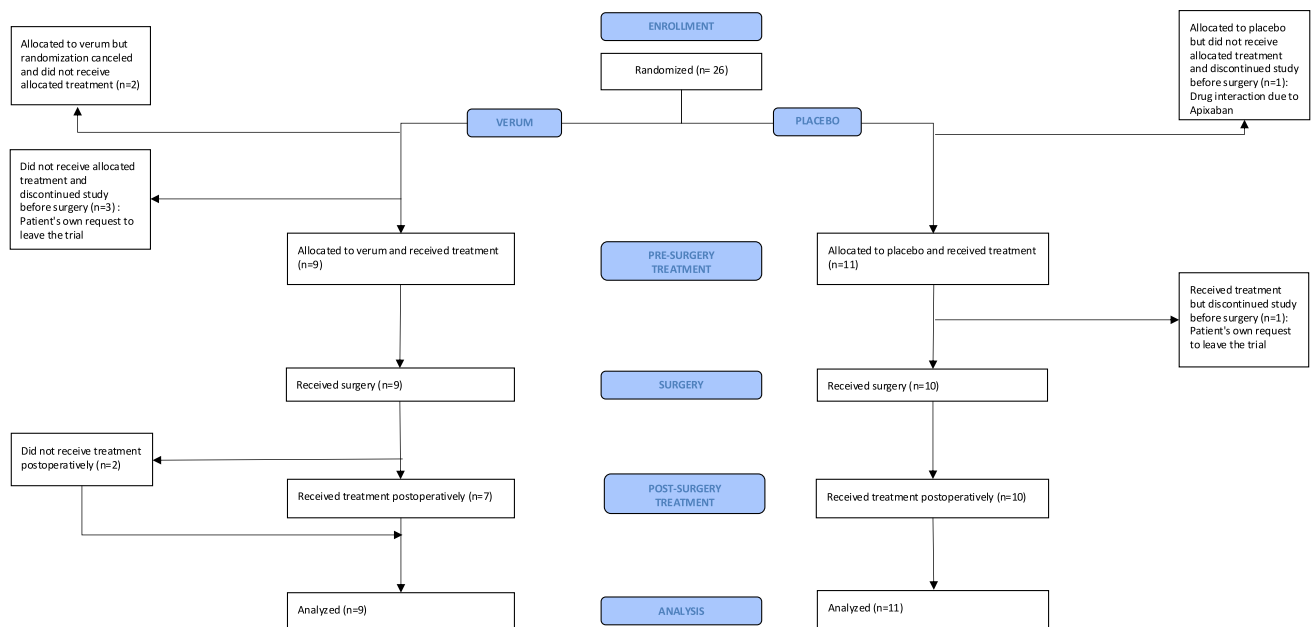 ENROLLMENT
Randomized (n= 26)
Allocated to verum but
randomization canceled
and did not receive
allocated treatment (n=2)
Allocated to placebo
but did not receive
allocated treatment
and discontinued study
before surgery (n=1):
Drug interaction due to
Apixaban
VERUM
PLACEBO
Did not receive allocated
treatment and
discontinued study
before surgery (n=3) :
Patient's own request to
leave the trial
Allocated to verum and received treatment
(n=9)
PRE-SURGERY
TREATMENT
Allocated to placebo and received treatment
(n=11)
Received treatment
but discontinued study
before surgery (n=1):
Patient's own request
to leave the trial
Received surgery (n=9)
SURGERY
Received surgery (n=10)
Did not receive treatment
postoperatively (n=2)
Received treatment postoperatively (n=7)
POST-SURGERY
TREATMENT
Received treatment postoperatively (n=10)
Analyzed (n=9)
ANALYSIS
Analyzed (n=11)